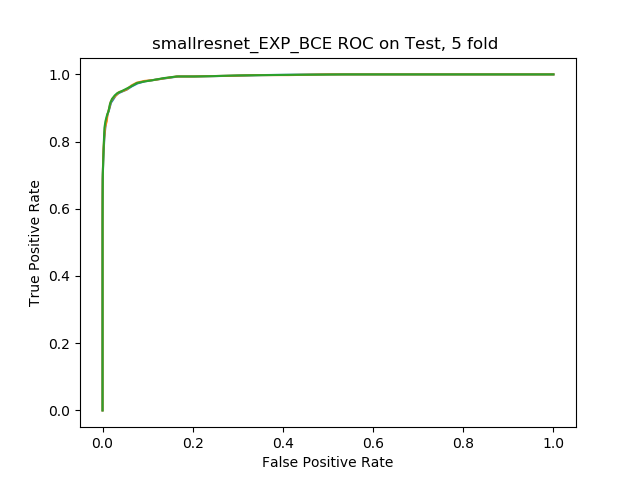 smallresnet_EXP_BCE ROC on Test, 5 fold
1.0
0.8
0.6
0.4
0.2
0.0
True Positive Rate
0.0 0.2 0.4 0.6 0.8 1.0
False Positive Rate